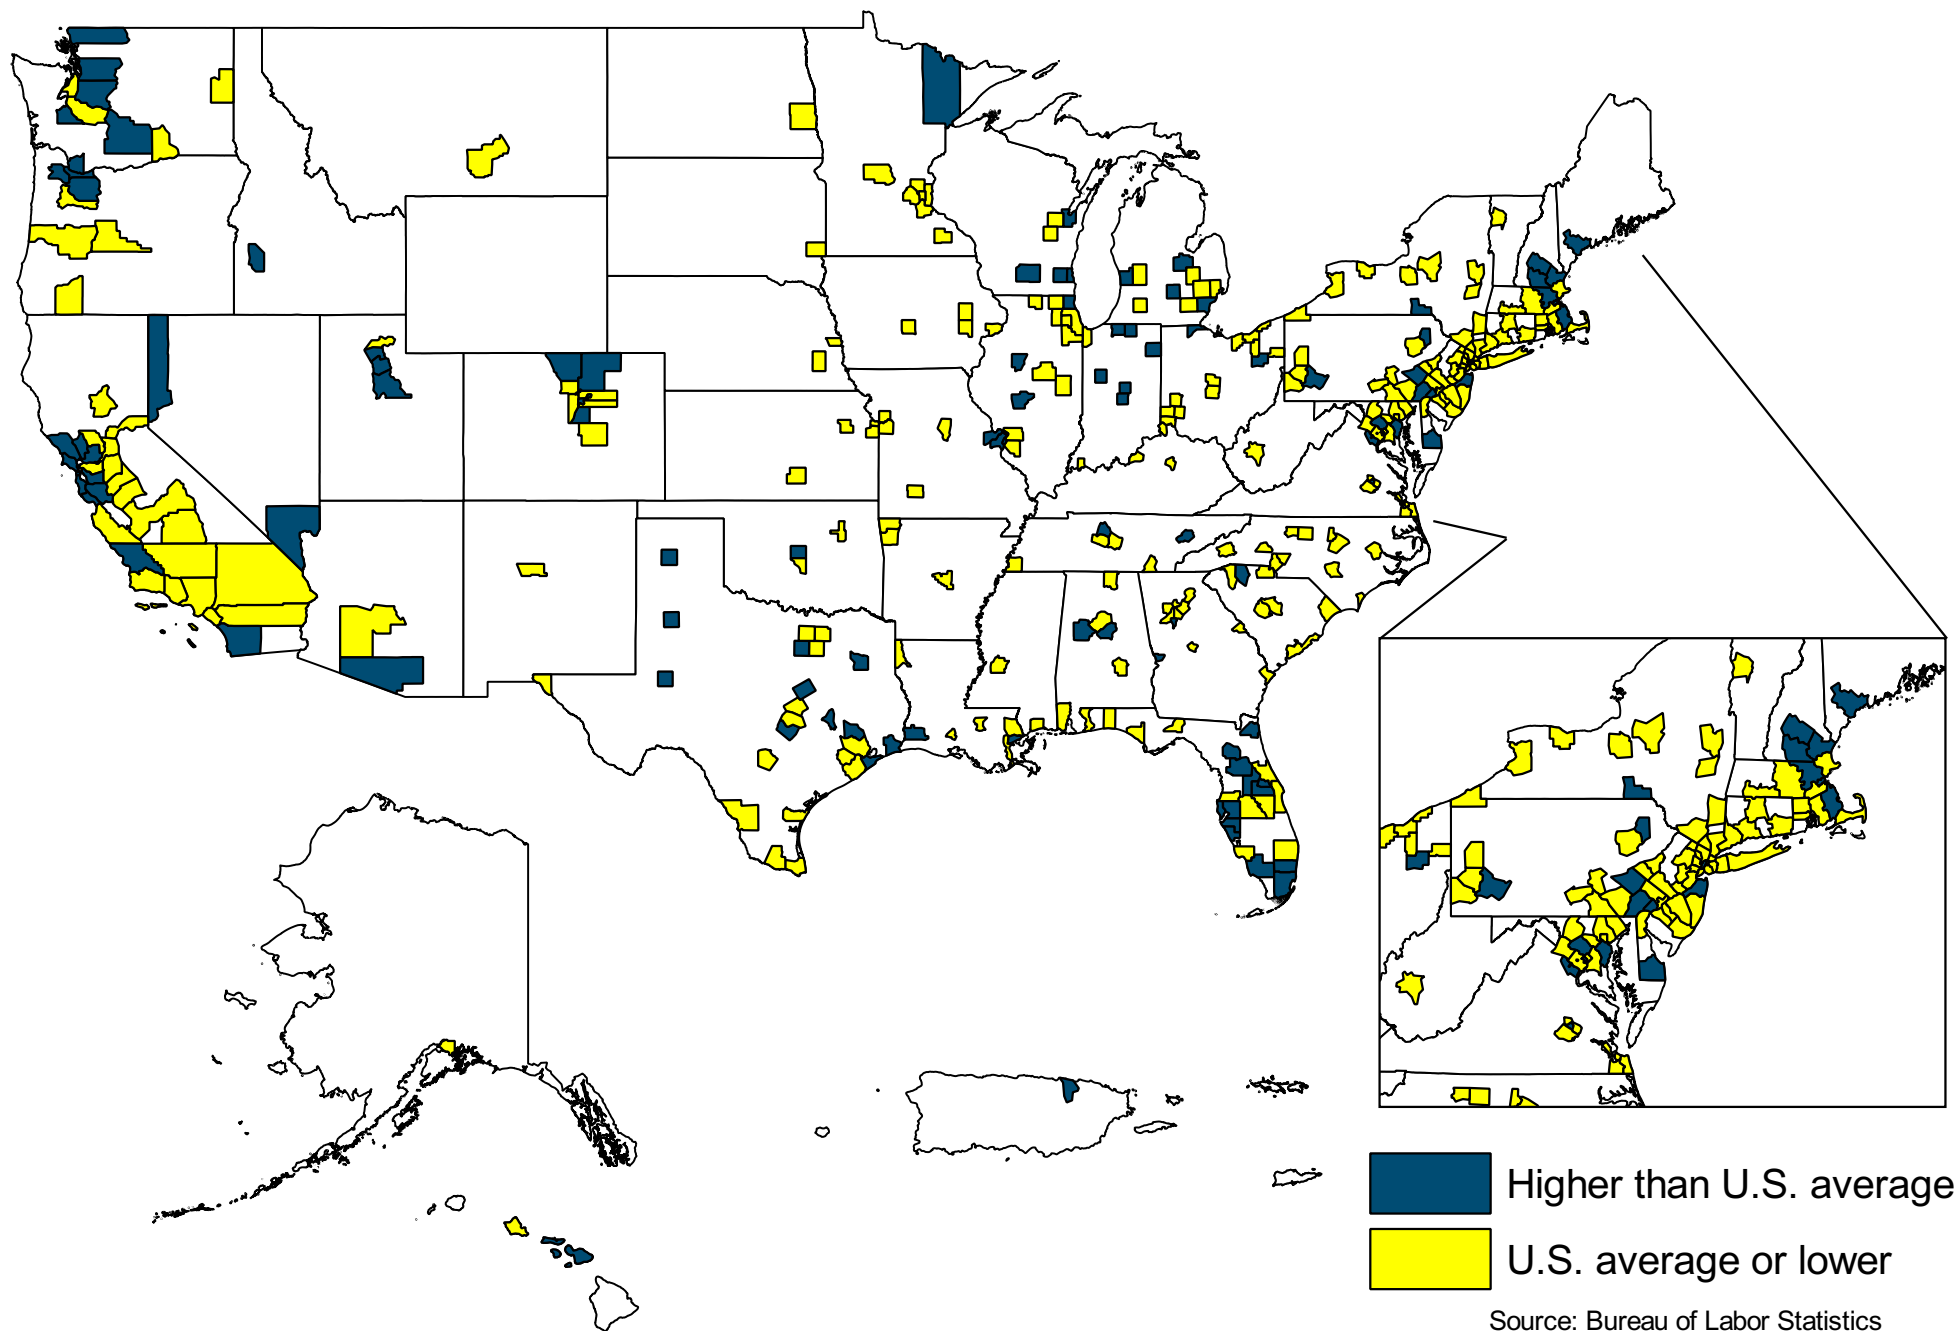 Higher than U.S. average
U.S. average or lower
Source: Bureau of Labor Statistics